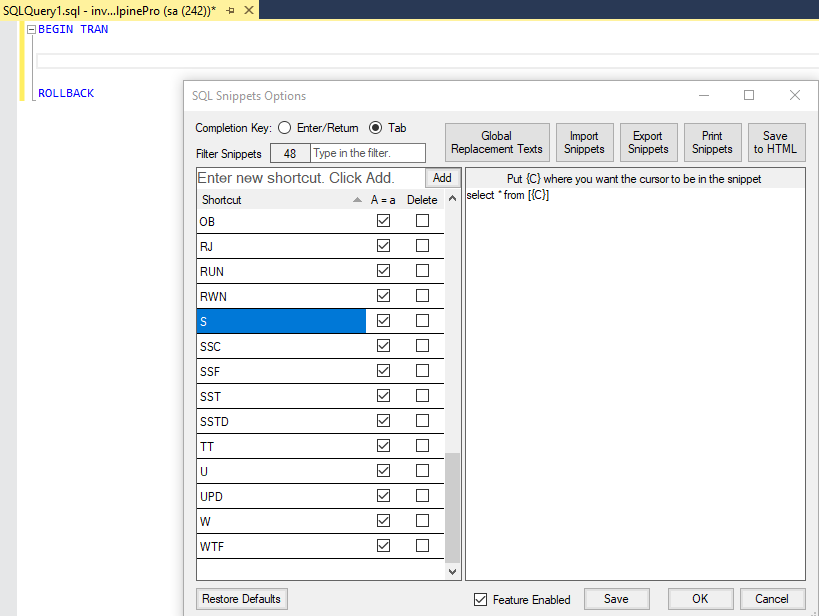 SQLQuery1.sql - inv...lpinePro (sa (242))*
BEGIN TRAN
ROLLBACK
SQL Snippets Options
Completion Key: Enter/Return Tab
Filter Snippets 48 Type in the filter.
Global Replacement Texts
Import Snippets
Export Snippets
Print Snippets
Save to HTML
Enter new shortcut. Click Add. Add
Shortcut A = a Delete
OB
RJ
RUN
RWN
S
SSC
SSF
SST
SSTD
TT
U
UPD
W
WTF
Put {C} where you want the cursor to be in the snippet
select * from [{C}]
Restore Defaults Feature Enabled Save OK Cancel